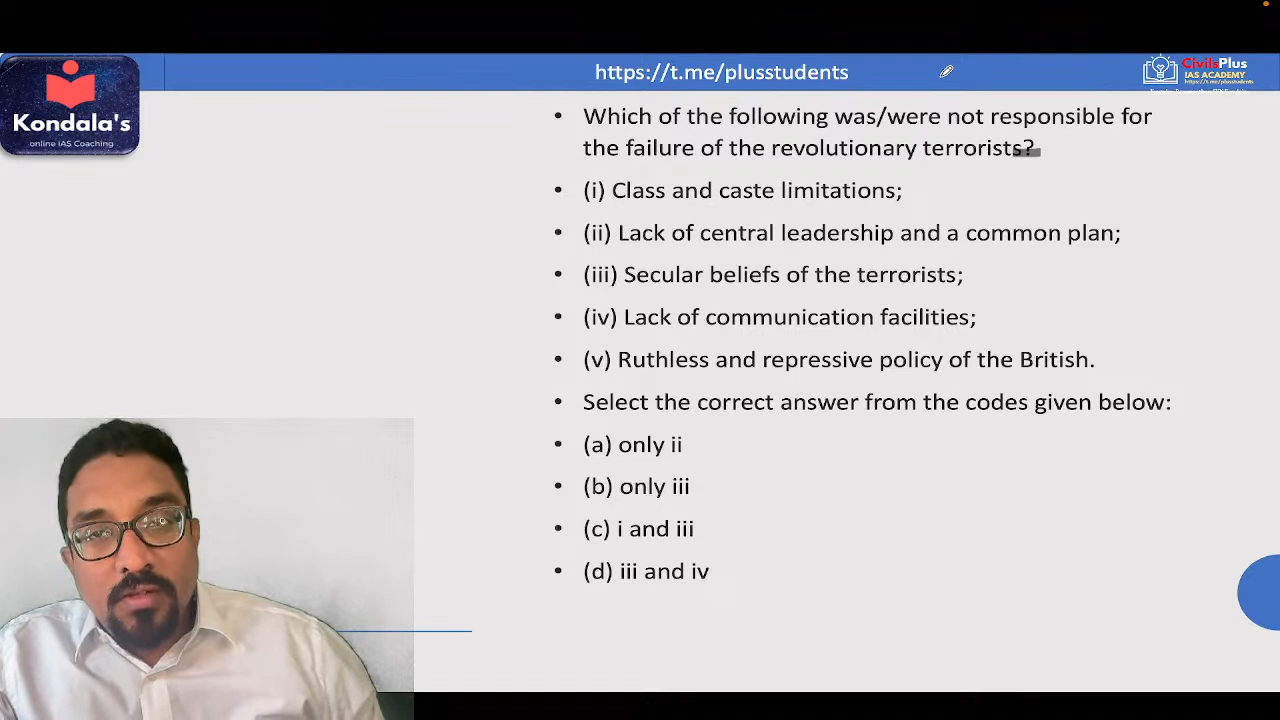 https://t.me/plusstudents
CivilsPlus
IAS ACADEMY
https://t.me/plusstudents
Kondala's
online IAS Coaching
• Which of the following was/were not responsible for
the failure of the revolutionary terrorists?
• (i) Class and caste limitations;
• (ii) Lack of central leadership and a common plan;
• (iii) Secular beliefs of the terrorists;
• (iv) Lack of communication facilities;
• (v) Ruthless and repressive policy of the British.
• Select the correct answer from the codes given below:
• (a) only ii
• (b) only iii
• (c) i and iii
• (d) iii and iv